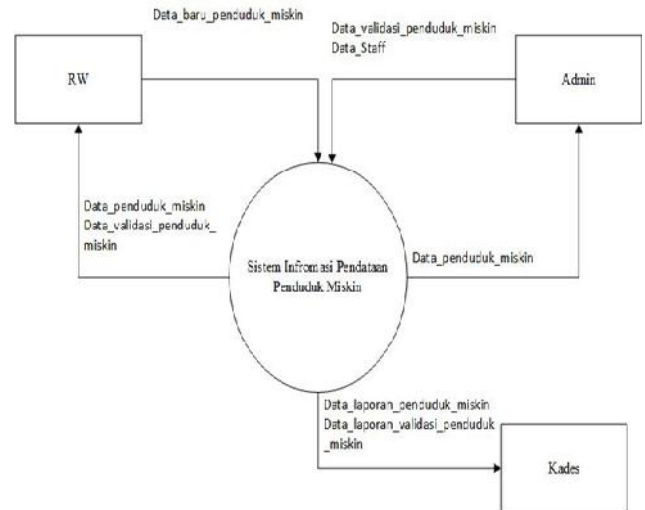 Data_baru_penduduk_miskin
Data_validasi_penduduk_miskin
Data_Staff
RW
Admin
Data_penduduk_miskin
Data_validasi_penduduk_
miskin
Sistem Infromasi Pendataan
Penduduk Miskin
Data_penduduk_miskin
Data_laporan_penduduk_miskin
Data_laporan_validasi_penduduk
_miskin
Kades